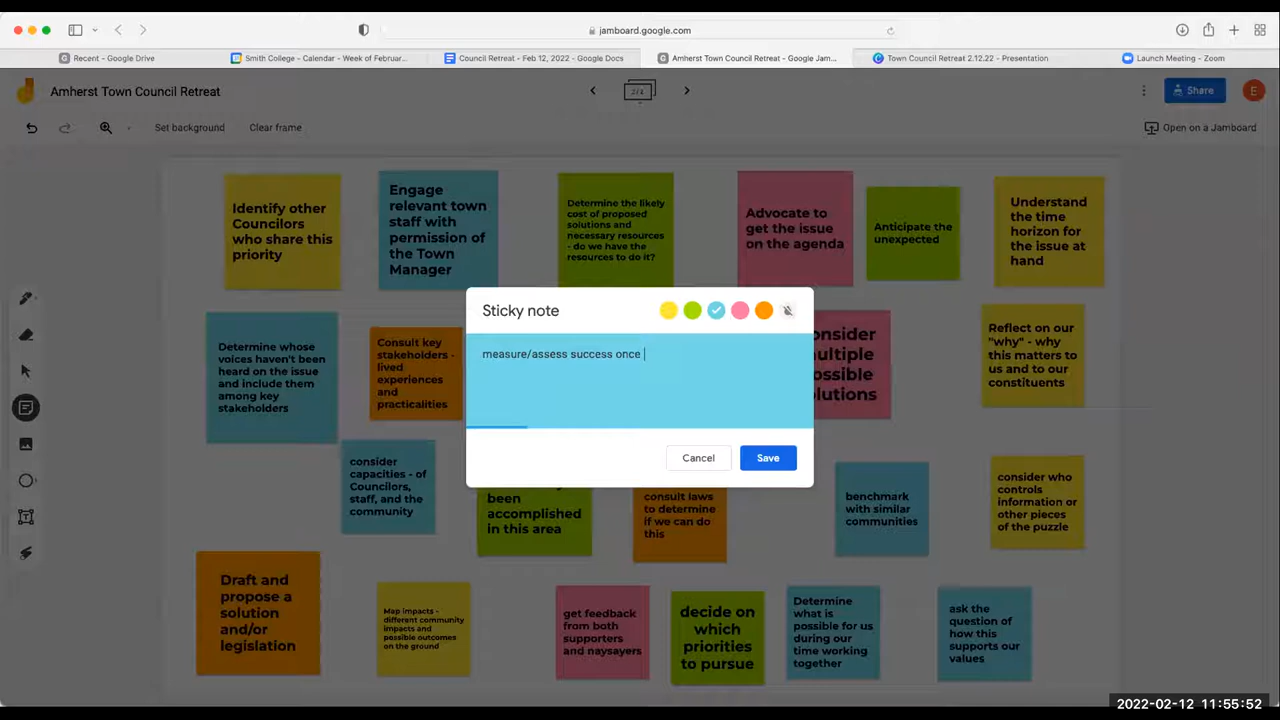 jamboard.google.com
Recent - Google Drive
Smith College - Calendar - Week of Februar...
Council Retreat - Feb 12, 2022 - Google Docs
Amherst Town Council Retreat - Google Jam...
Town Council Retreat 2.12.22 - Presentation
Launch Meeting - Zoom
Amherst Town Council Retreat
2/4
Share
E
Set background
Clear frame
Open on a Jamboard
Identify other
Councilors
who share this
priority
Engage
relevant town
staff with
permission of
the Town
Manager
Determine the likely
cost of proposed
solutions and
necessary resources
- do we have the
resources to do it?
Advocate to
get the issue
on the agenda
Anticipate the
unexpected
Understand
the time
horizon for
the issue at
hand
Determine whose
voices haven't been
heard on the issue
and include them
among key
stakeholders
Consult key
stakeholders -
lived
experiences
and
practicalities
Sticky note
measure/assess success once
Cancel
Save
Reflect on our
"why" - why
this matters to
us and to our
constituents
consider
capacities - of
Councilors,
staff, and the
community
been
accomplished
in this area
consult laws
to determine
if we can do
this
benchmark
with similar
communities
consider who
controls
information or
other pieces
of the puzzle
Draft and
propose a
solution
and/or
legislation
Map impacts -
different community
impacts and
possible outcomes
on the ground
get feedback
from both
supporters
and naysayers
decide on
which
priorities
to pursue
Determine
what is
possible for us
during our
time working
together
ask the
question of
how this
supports our
values
2022-02-12 11:55:52